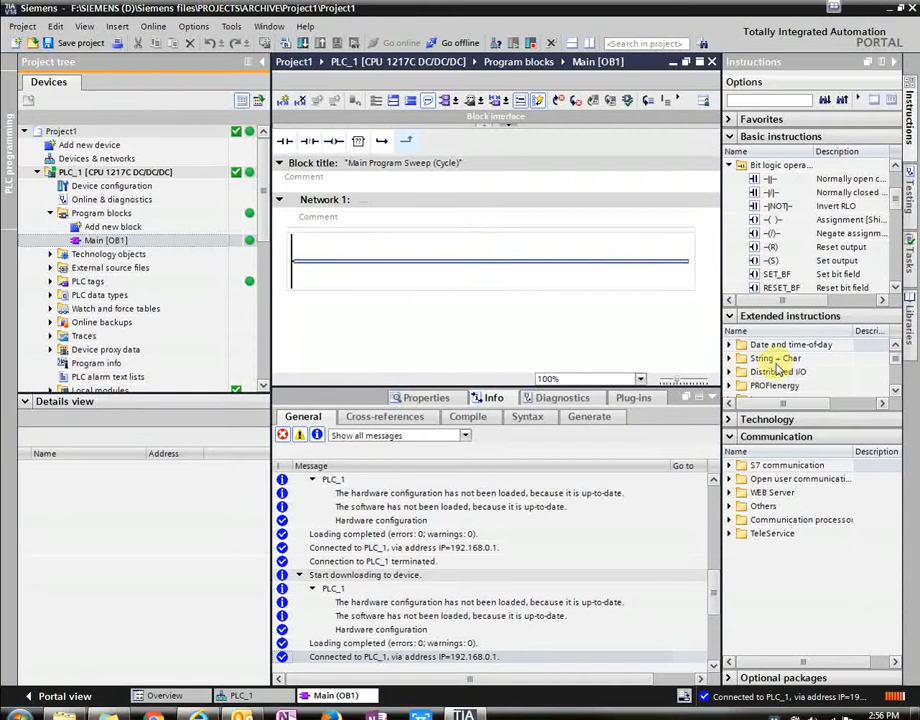 Siemens - F:\SIEMENS (D)\Siemens files\PROJECTS\ARCHIVE\Project1\Project1
Project Edit View Insert Online Options Tools Window Help
Totally Integrated Automation
PORTAL
Save project
Go online
Go offline
<Search in project>
Project tree
Project1 PLC_1 [CPU 1217C DC/DC/DC] Program blocks Main [OB1]
Instructions
Devices
Options
PLC programming
Project1
Add new device
Devices & networks
PLC_1 [CPU 1217C DC/DC/DC]
Device configuration
Online & diagnostics
Program blocks
Add new block
Main [OB1]
Technology objects
External source files
PLC tags
PLC data types
Watch and force tables
Online backups
Traces
Device proxy data
Program info
PLC alarm text lists
Local modules
Details view
Name Address
Block interface
Block title: "Main Program Sweep (Cycle)"
Comment
Network 1:
Comment
100%
Properties Info Diagnostics Plug-ins
General Cross-references Compile Syntax Generate
Show all messages
Message Go to
PLC_1
The hardware configuration has not been loaded, because it is up-to-date.
The software has not been loaded, because it is up-to-date.
Hardware configuration
Loading completed (errors: 0; warnings: 0).
Connected to PLC_1, via address IP=192.168.0.1.
Connection to PLC_1 terminated.
Start downloading to device.
PLC_1
The hardware configuration has not been loaded, because it is up-to-date.
The software has not been loaded, because it is up-to-date.
Hardware configuration
Loading completed (errors: 0; warnings: 0).
Connected to PLC_1, via address IP=192.168.0.1.
Favorites
Basic instructions
Name Description
Bit logic opera...
-| |- Normally open c...
-|/|- Normally closed ...
-|NOT|- Invert RLO
-( )- Assignment [Shi...
-(/)- Negate assignm...
-(R) Reset output
-(S) Set output
SET_BF Set bit field
RESET_BF Reset bit field
Extended instructions
Name Descri...
Date and time-of-day
String + Char
Distributed I/O
PROFIenergy
Technology
Communication
Name Description
S7 communication
Open user communicati...
WEB Server
Others
Communication processor
TeleService
Optional packages
Instructions
Testing
Tasks
Libraries
Portal view Overview PLC_1 Main (OB1)
Connected to PLC_1, via address IP=19...
TIA
2:56 PM